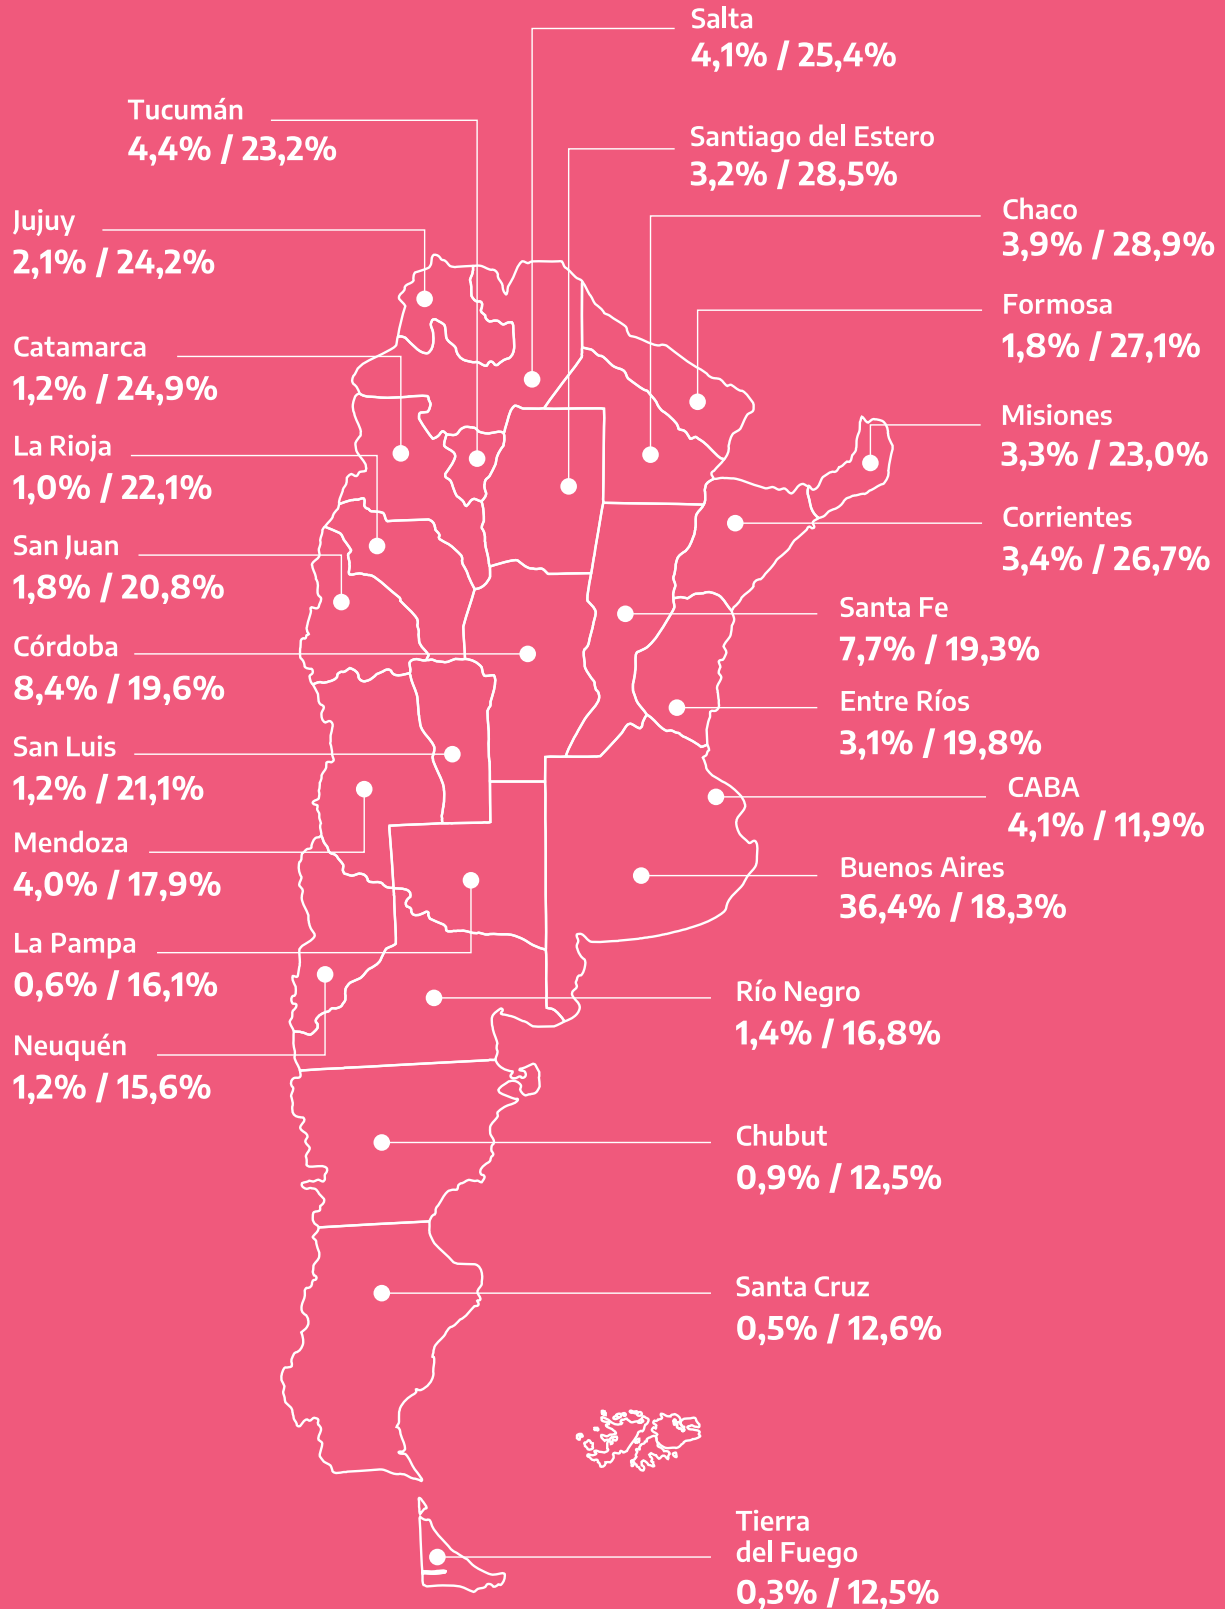 Salta
4,1% / 25,4%
Tucumán
4,4% / 23,2%
Santiago del Estero
3,2% / 28,5%
Jujuy
2,1% / 24,2%
Chaco
3,9% / 28,9%
Formosa
1,8% / 27,1%
Catamarca
1,2% / 24,9%
Misiones
3,3% / 23,0%
La Rioja
1,0% / 22,1%
Corrientes
3,4% / 26,7%
San Juan
1,8% / 20,8%
Santa Fe
7,7% / 19,3%
Córdoba
8,4% / 19,6%
Entre Ríos
3,1% / 19,8%
San Luis
1,2% / 21,1%
CABA
4,1% / 11,9%
Mendoza
4,0% / 17,9%
Buenos Aires
36,4% / 18,3%
La Pampa
0,6% / 16,1%
Río Negro
1,4% / 16,8%
Neuquén
1,2% / 15,6%
Chubut
0,9% / 12,5%
Santa Cruz
0,5% / 12,6%
Tierra
del Fuego
0,3% / 12,5%